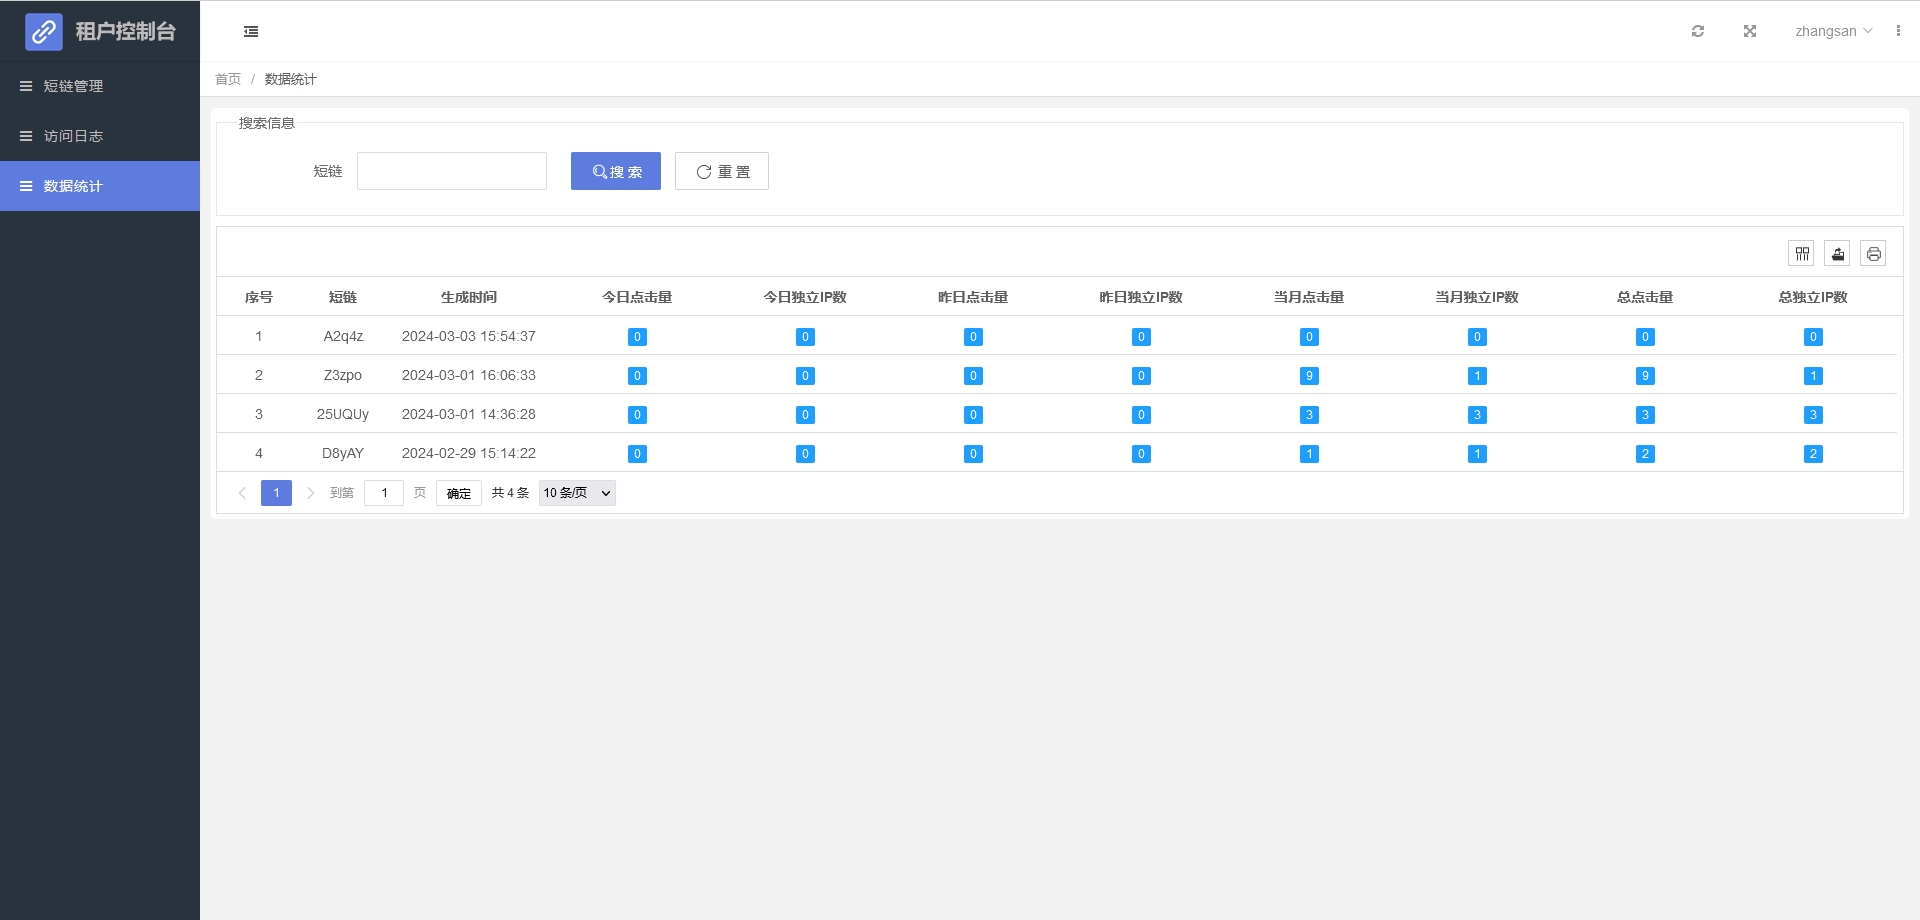 租户控制台
zhangsan
短链管理
访问日志
数据统计
首页 / 数据统计
搜索信息
短链 搜 索 重 置
序号 短链 生成时间 今日点击量 今日独立IP数 昨日点击量 昨日独立IP数 当月点击量 当月独立IP数 总点击量 总独立IP数
1 A2q4z 2024-03-03 15:54:37 0 0 0 0 0 0 0 0
2 Z3zpo 2024-03-01 16:06:33 0 0 0 0 9 1 9 1
3 25UQUy 2024-03-01 14:36:28 0 0 0 0 3 3 3 3
4 D8yAY 2024-02-29 15:14:22 0 0 0 0 1 1 2 2
1 到第 1 页 确定 共 4 条 10 条/页